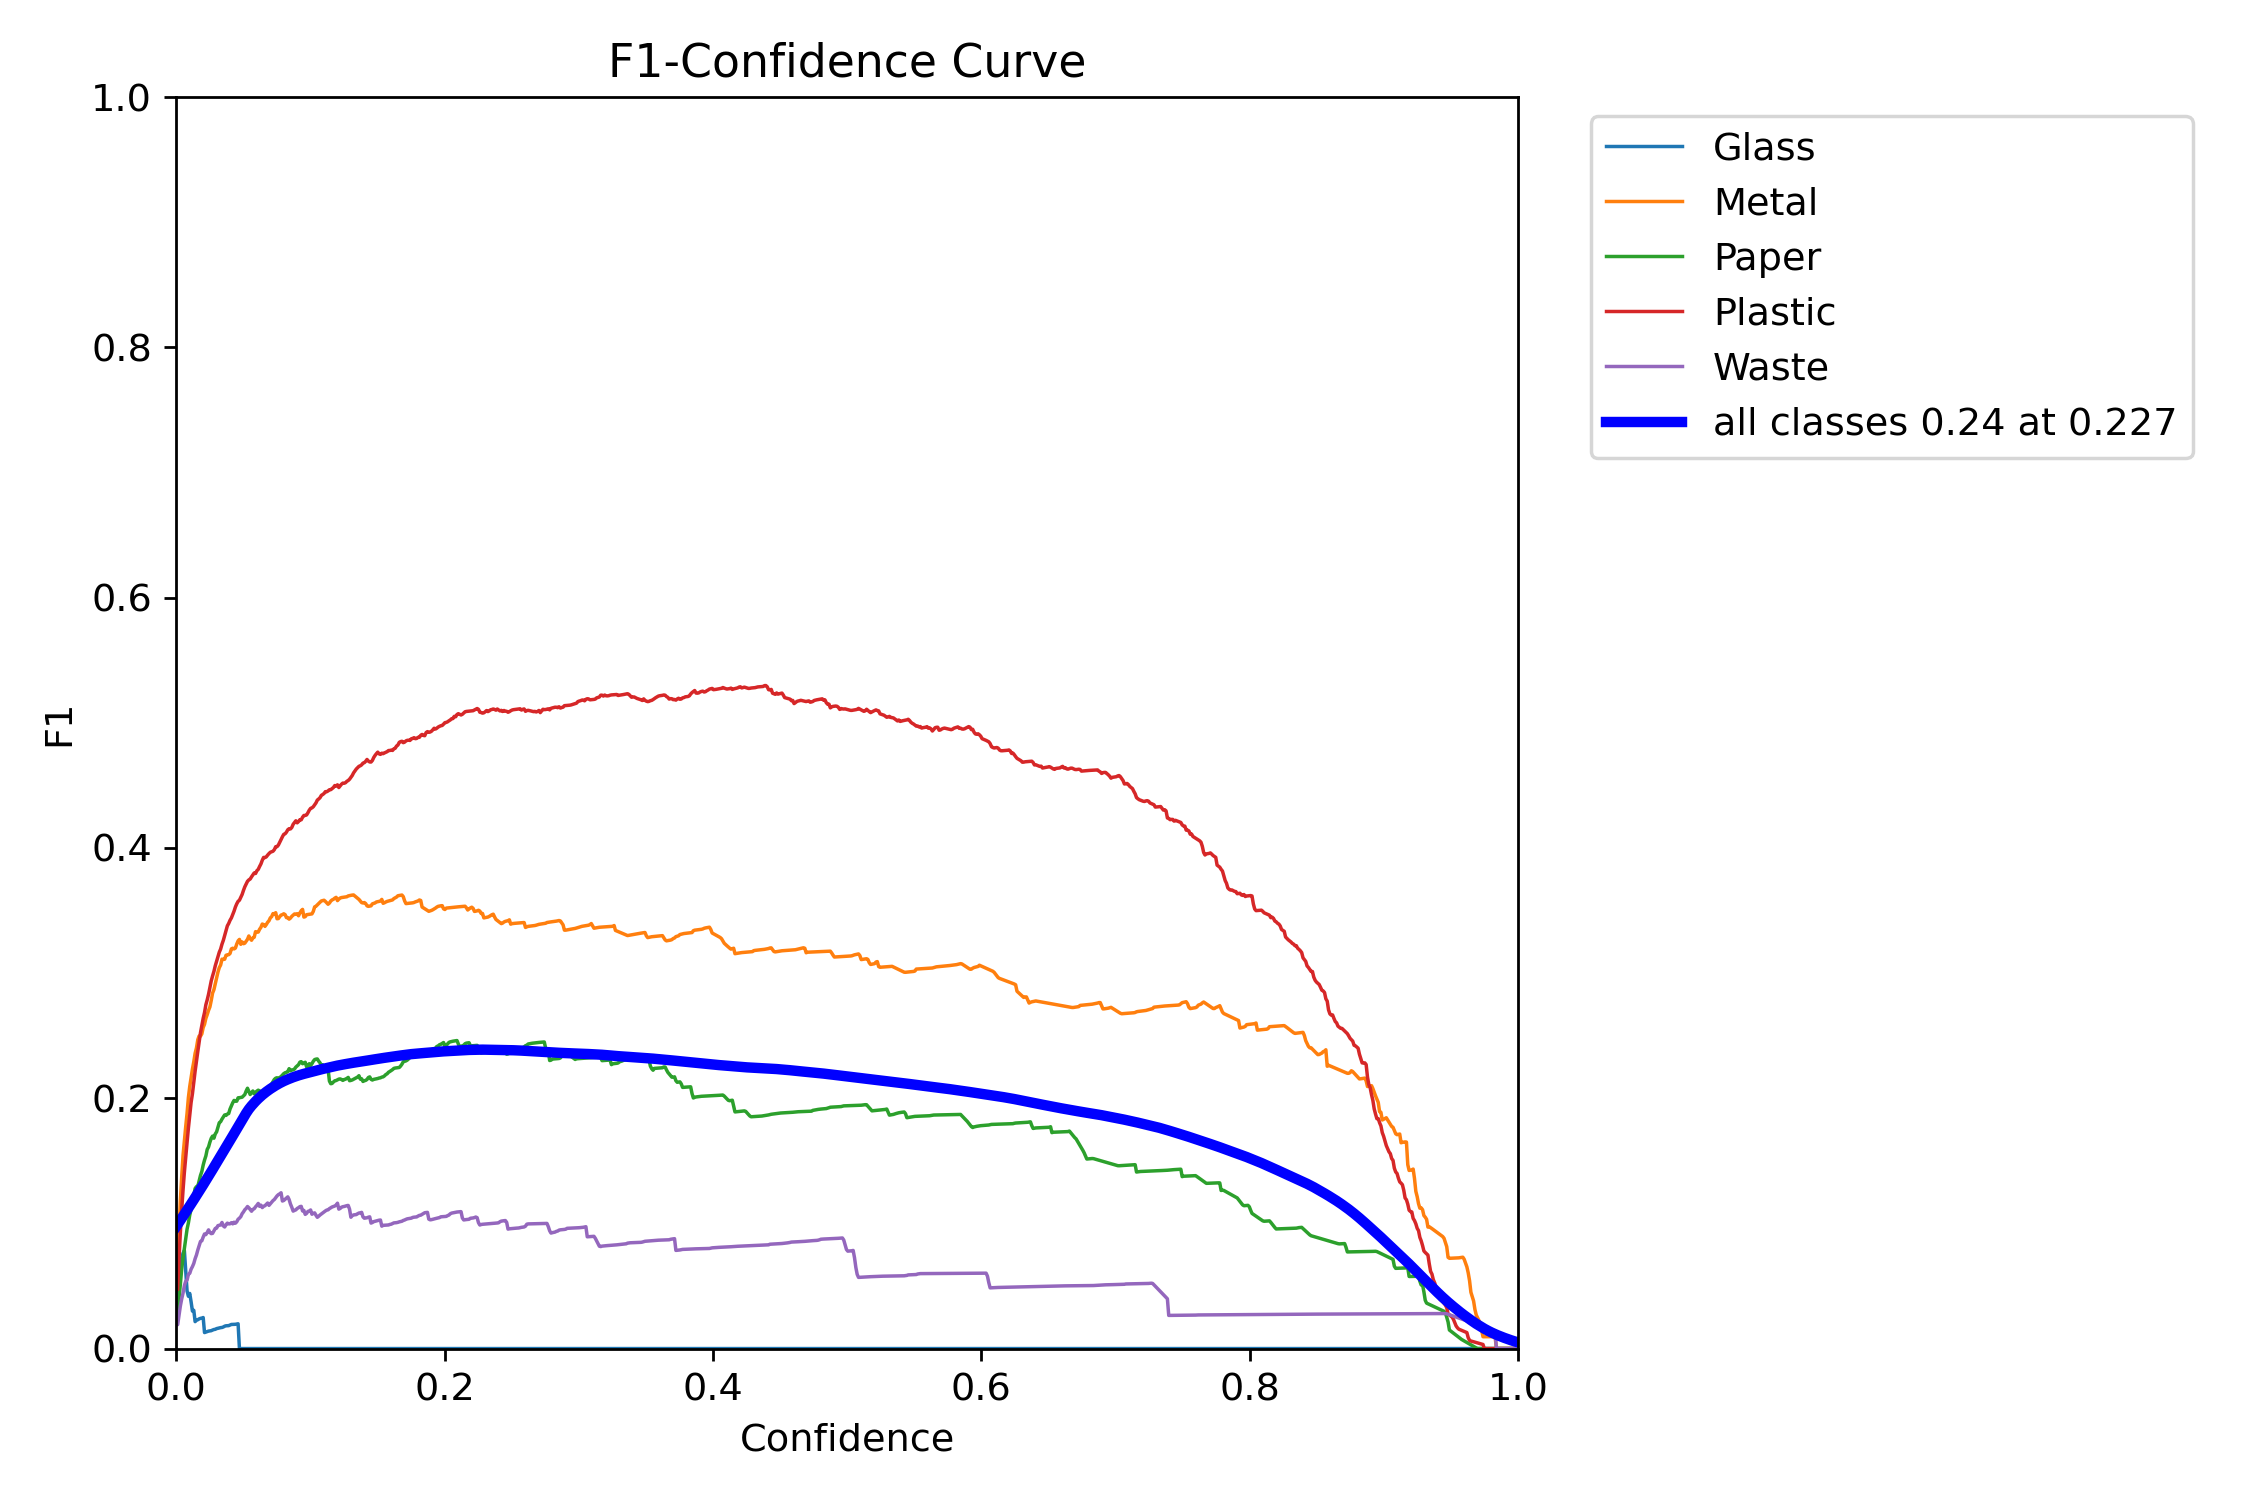 F1-Confidence Curve
1.0
0.8
0.6
0.4
0.2
0.0
F1
0.0 0.2 0.4 0.6 0.8 1.0
Confidence
Glass
Metal
Paper
Plastic
Waste
all classes 0.24 at 0.227